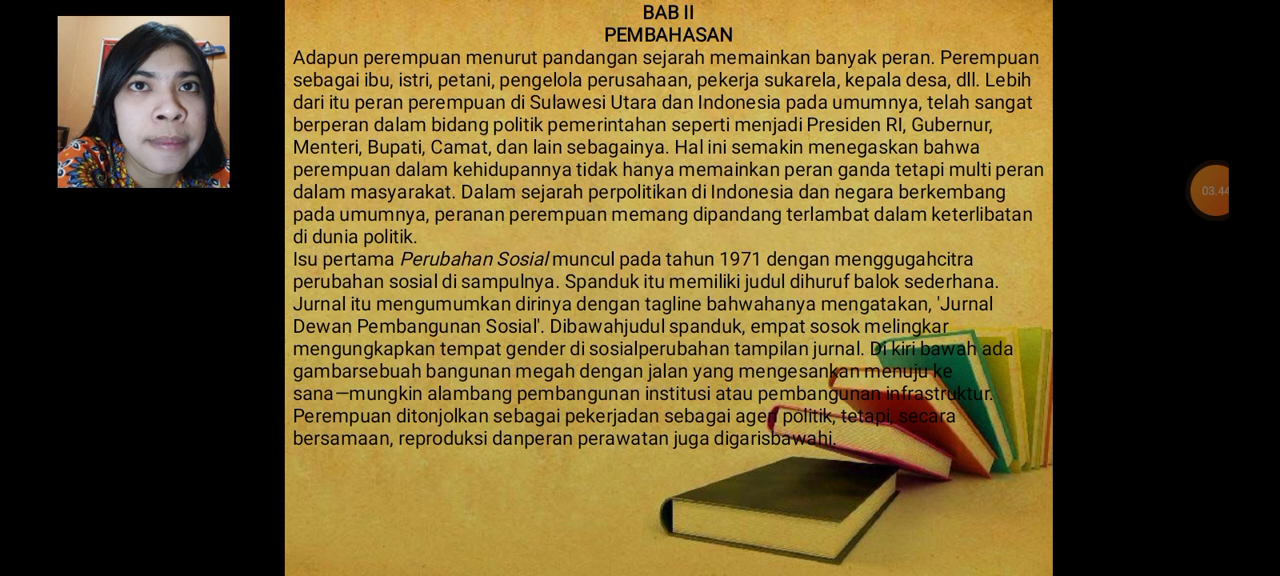 BAB II
PEMBAHASAN
Adapun perempuan menurut pandangan sejarah memainkan banyak peran. Perempuan
sebagai ibu, istri, petani, pengelola perusahaan, pekerja sukarela, kepala desa, dll. Lebih
dari itu peran perempuan di Sulawesi Utara dan Indonesia pada umumnya, telah sangat
berperan dalam bidang politik pemerintahan seperti menjadi Presiden RI, Gubernur,
Menteri, Bupati, Camat, dan lain sebagainya. Hal ini semakin menegaskan bahwa
perempuan dalam kehidupannya tidak hanya memainkan peran ganda tetapi multi peran
dalam masyarakat. Dalam sejarah perpolitikan di Indonesia dan negara berkembang
pada umumnya, peranan perempuan memang dipandang terlambat dalam keterlibatan
di dunia politik.
Isu pertama Perubahan Sosial muncul pada tahun 1971 dengan menggugahcitra
perubahan sosial di sampulnya. Spanduk itu memiliki judul dihuruf balok sederhana.
Jurnal itu mengumumkan dirinya dengan tagline bahwahanya mengatakan, 'Jurnal
Dewan Pembangunan Sosial'. Dibawahjudul spanduk, empat sosok melingkar
mengungkapkan tempat gender di sosialperubahan tampilan jurnal. Di kiri bawah ada
gambarsebuah bangunan megah dengan jalan yang mengesankan menuju ke
sana—mungkin alambang pembangunan institusi atau pembangunan infrastruktur.
Perempuan ditonjolkan sebagai pekerjadan sebagai agen politik, tetapi, secara
bersamaan, reproduksi danperan perawatan juga digarisbawahi.
03.44